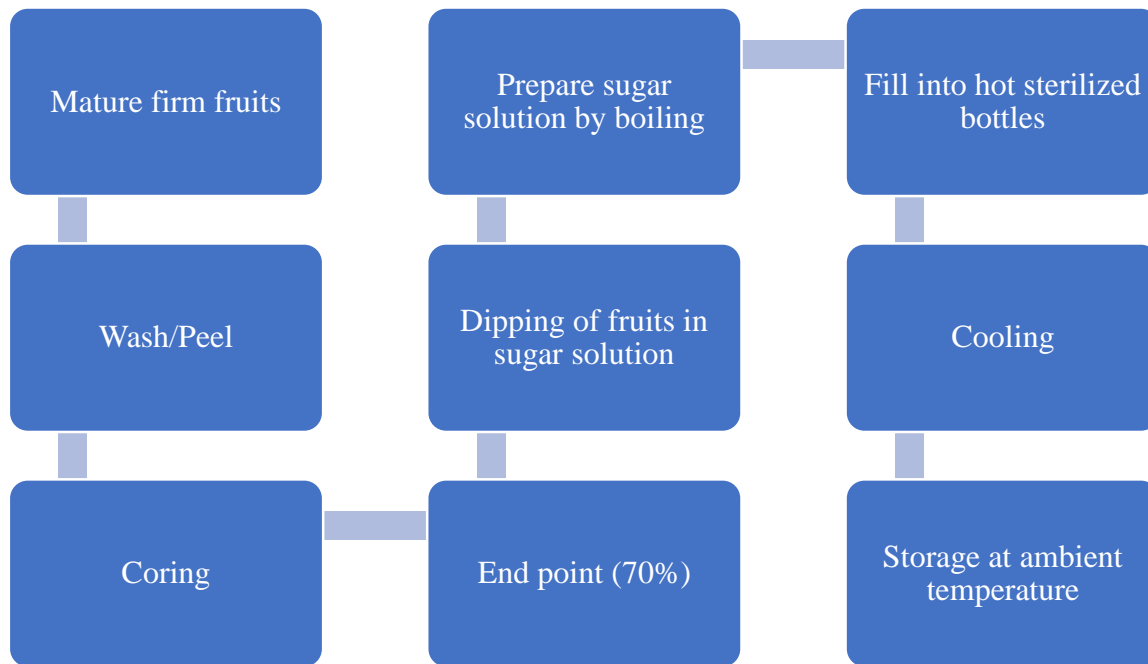 Mature firm fruits
Wash/Peel
Coring
End point (70%)
Dipping of fruits in
sugar solution
Prepare sugar
solution by boiling
Fill into hot sterilized
bottles
Cooling
Storage at ambient
temperature